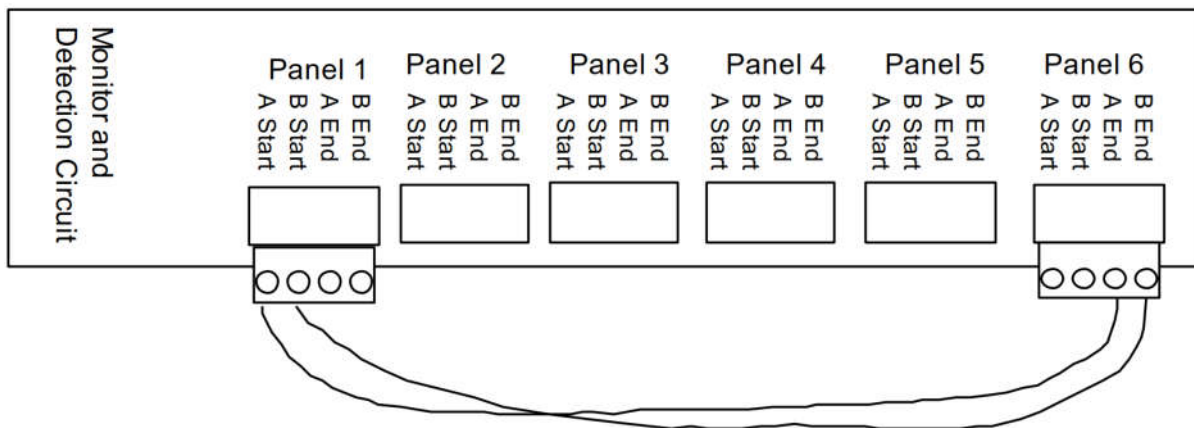 Monitor and
Detection Circuit
Panel 1
A Start
B Start
A End
B End
Panel 2
A Start
B Start
A End
B End
Panel 3
A Start
B Start
A End
B End
Panel 4
A Start
B Start
A End
B End
Panel 5
A Start
B Start
A End
B End
Panel 6
A Start
B Start
A End
B End